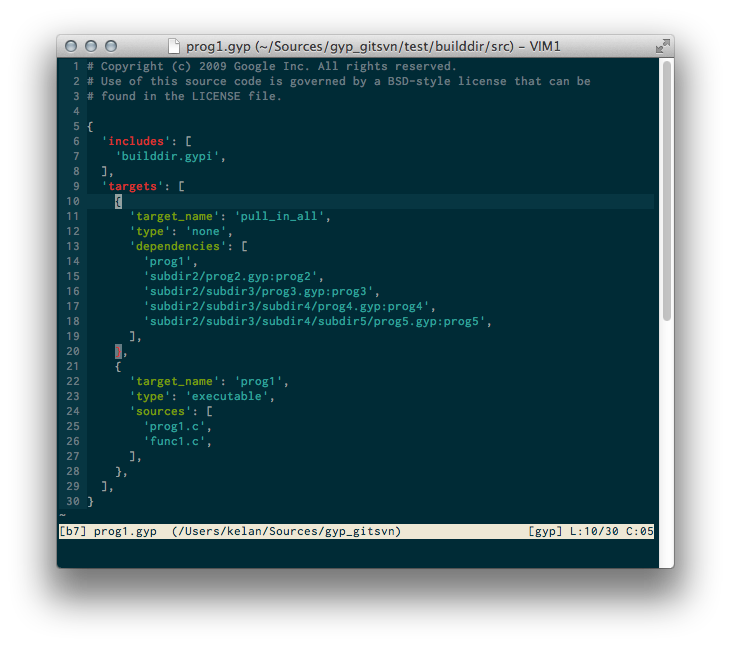 prog1.gyp (~/Sources/gyp_gitsvn/test/builddir/src) – VIM1
1 # Copyright (c) 2009 Google Inc. All rights reserved.
2 # Use of this source code is governed by a BSD-style license that can be
3 # found in the LICENSE file.
4
5 {
6   'includes': [
7     'builddir.gypi',
8   ],
9   'targets': [
10     {
11       'target_name': 'pull_in_all',
12       'type': 'none',
13       'dependencies': [
14         'prog1',
15         'subdir2/prog2.gyp:prog2',
16         'subdir2/subdir3/prog3.gyp:prog3',
17         'subdir2/subdir3/subdir4/prog4.gyp:prog4',
18         'subdir2/subdir3/subdir4/subdir5/prog5.gyp:prog5',
19       ],
20     },
21     {
22       'target_name': 'prog1',
23       'type': 'executable',
24       'sources': [
25         'prog1.c',
26         'func1.c',
27       ],
28     },
29   ],
30 }
~
[b7] prog1.gyp  (/Users/kelan/Sources/gyp_gitsvn) [gyp] L:10/30 C:05